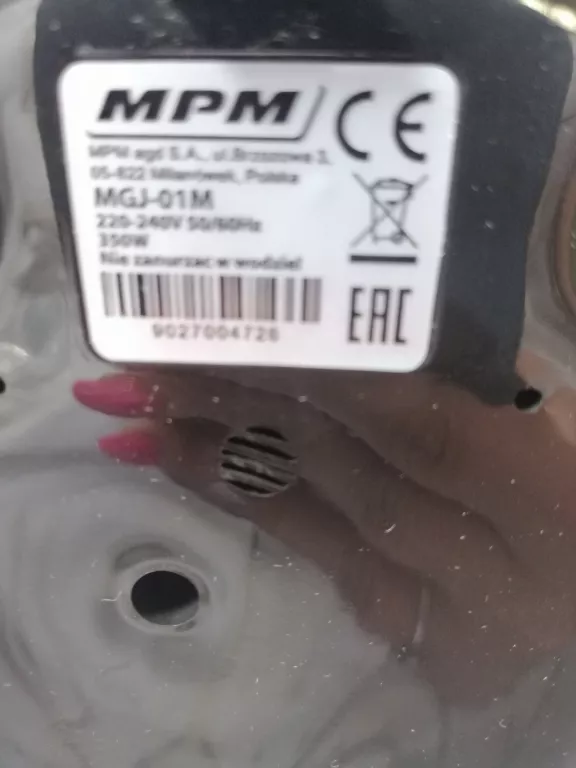 MPM
CE
MPM agd S.A., ul.Brzozowa 3,
05-822 Milanówek, Polska
MGJ-01M
220-240V 50/60Hz
350W
Nie zanurzac w wodzie!
9027004726
EAC